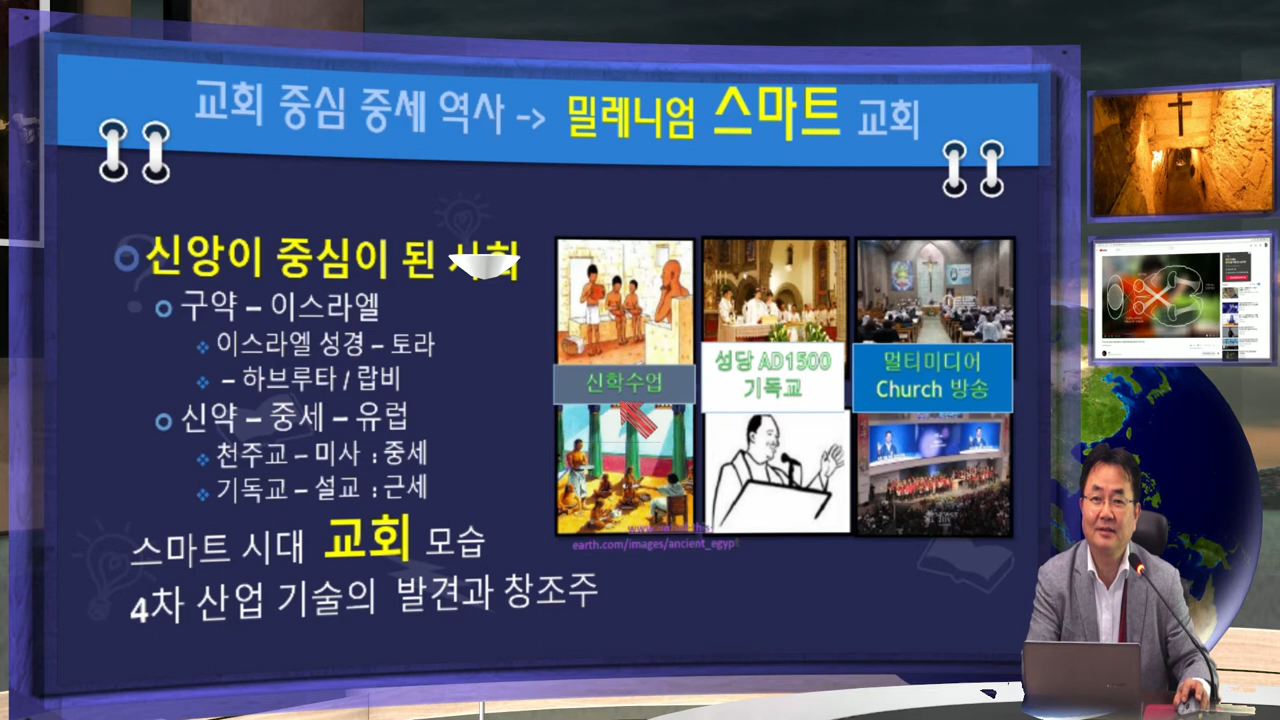 교회 중심 중세 역사 -> 밀레니엄 스마트 교회
신앙이 중심이 된
구약 – 이스라엘
이스라엘 성경 – 토라
– 하브루타 / 랍비
신약 – 중세 – 유럽
천주교 – 미사 : 중세
기독교 – 설교 : 근세
스마트 시대 교회 모습
4차 산업 기술의 발견과 창조주
신학수업
성당 AD1500
기독교
멀티미디어
Church 방송
earth.com/images/ancient_egypt